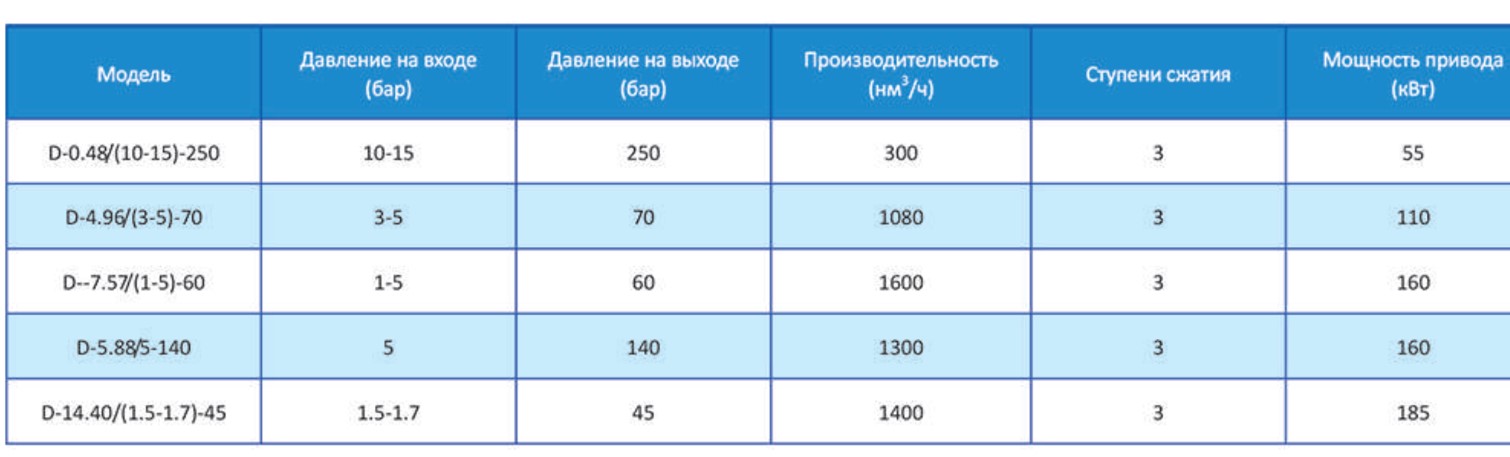 Модель Давление на входе (бар) Давление на выходе (бар) Производительность (нм³/ч) Ступени сжатия Мощность привода (кВт)
D-0.48/(10-15)-250 10-15 250 300 3 55
D-4.96/(3-5)-70 3-5 70 1080 3 110
D--7.57/(1-5)-60 1-5 60 1600 3 160
D-5.88/5-140 5 140 1300 3 160
D-14.40/(1.5-1.7)-45 1.5-1.7 45 1400 3 185